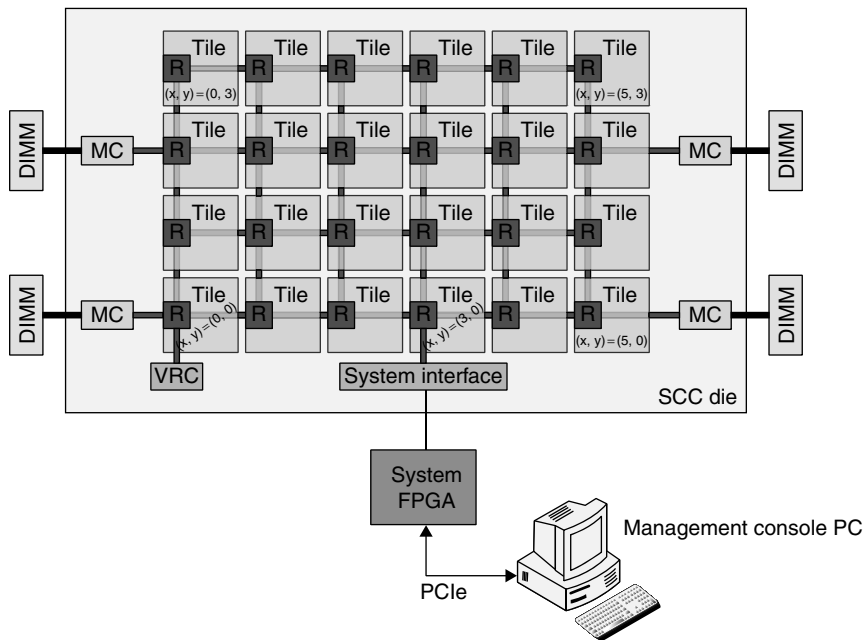 Tile Tile Tile Tile Tile Tile
R R R R R R
(x, y)=(0, 3) (x, y)=(5, 3)
Tile Tile Tile Tile Tile Tile
DIMM MC R R R R R R MC DIMM
Tile Tile Tile Tile Tile Tile
R R R R R R
Tile Tile Tile Tile Tile Tile
DIMM MC R R R R R R MC DIMM
(x, y)=(0, 0) (x, y)=(3, 0) (x, y)=(5, 0)
VRC System interface
SCC die
System
FPGA
Management console PC
PCIe